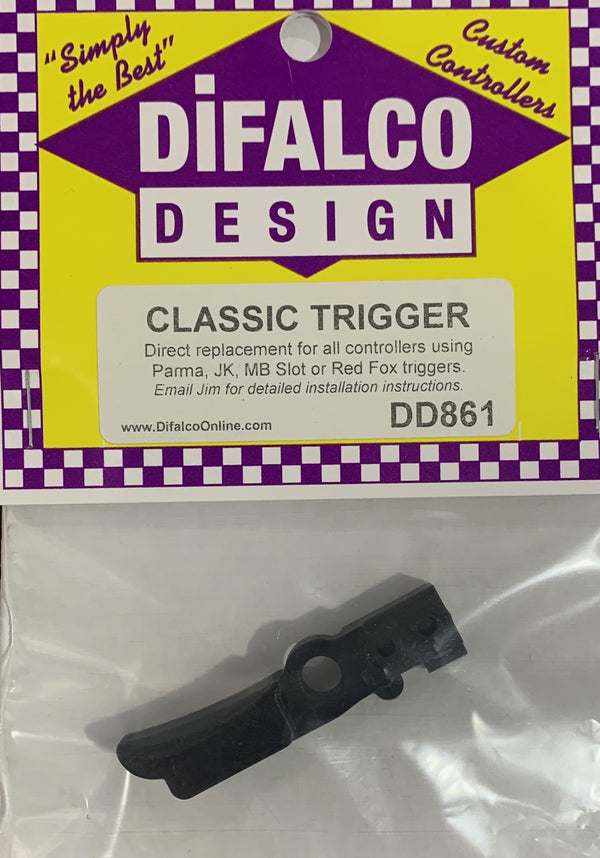 "Simply
the Best"
Custom
Controllers
DiFALCO
DESIGN
CLASSIC TRIGGER
Direct replacement for all controllers using
Parma, JK, MB Slot or Red Fox triggers.
Email Jim for detailed installation instructions.
www.DifalcoOnline.com DD861